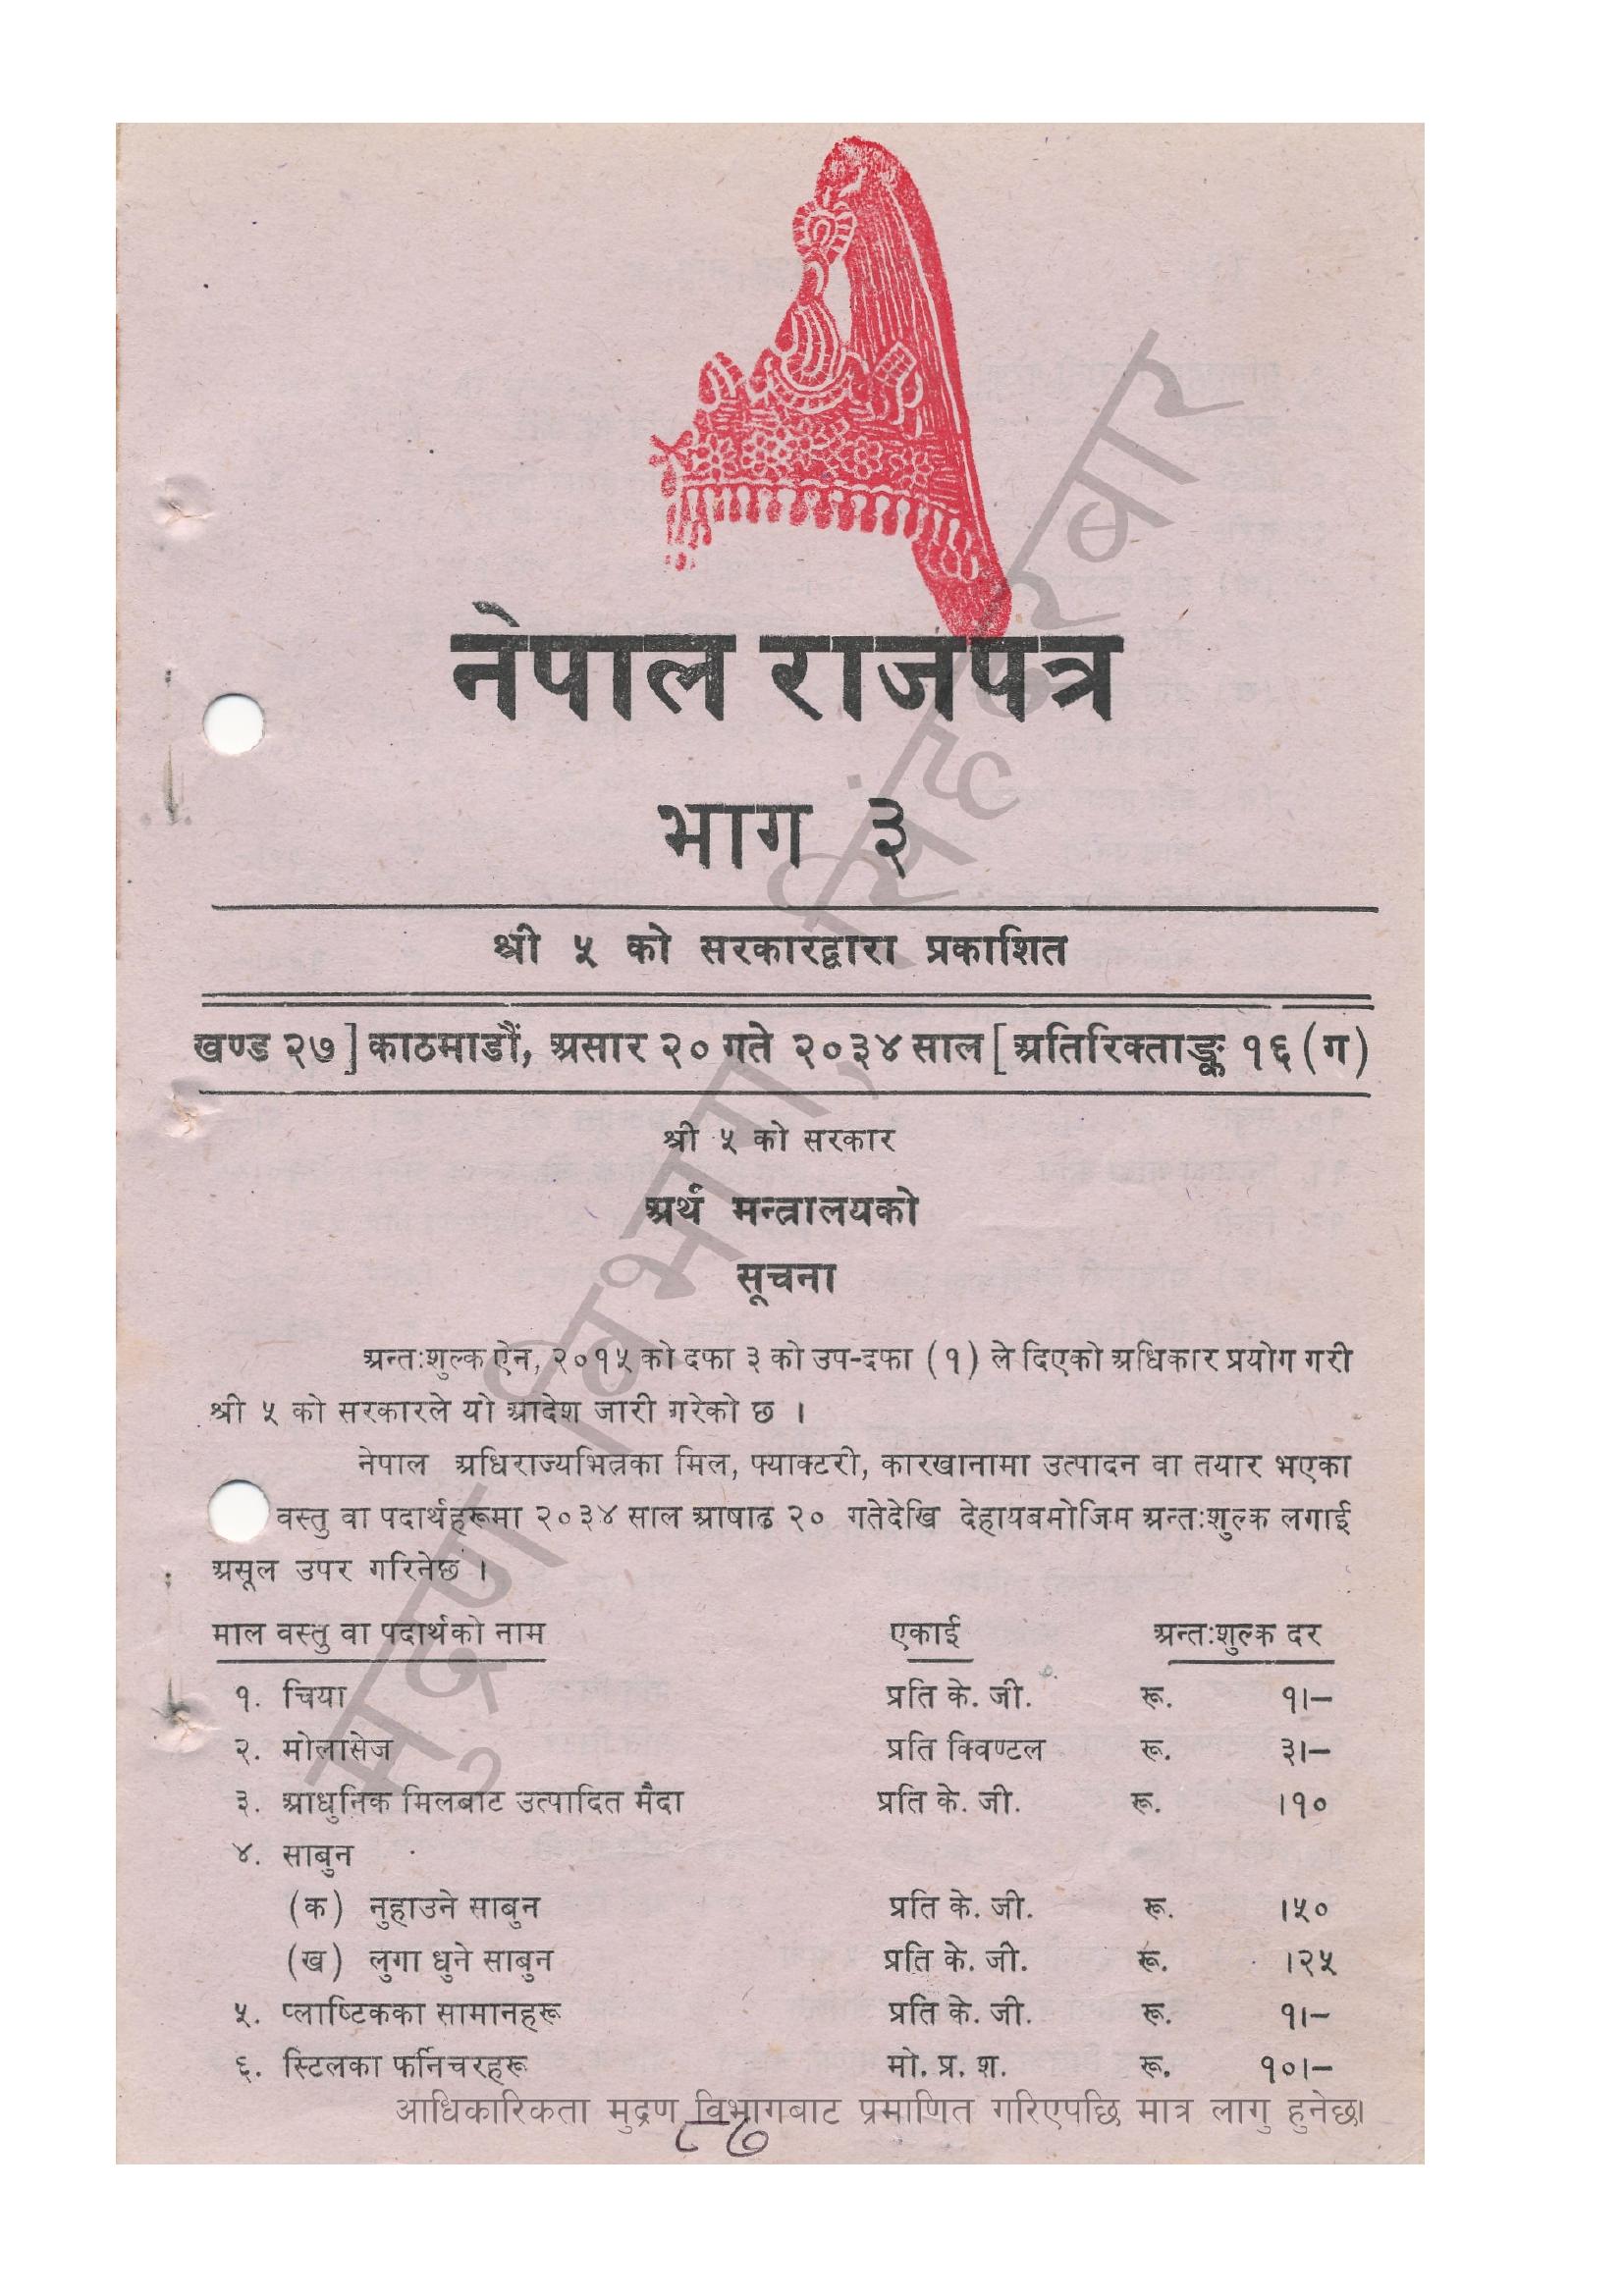 नेपाल राजपत्र
भाग ३
श्री ५ को सरकारद्वारा प्रकाशित
खण्ड २७ ] काठमाडौं, असार २० गते २०३४ साल [ अतिरिक्ताङ्क १६ (ग)
श्री ५ को सरकार
अर्थ मन्त्रालयको
सूचना
अन्तःशुल्क ऐन, २०१५ को दफा ३ को उप-दफा (१) ले दिएको अधिकार प्रयोग गरी
श्री ५ को सरकारले यो आदेश जारी गरेको छ ।
नेपाल अधिराज्यभित्रका मिल, फ्याक्टरी, कारखानामा उत्पादन वा तयार भएका
वस्तु वा पदार्थहरूमा २०३४ साल आषाढ २० गतेदेखि देहायबमोजिम अन्तःशुल्क लगाई
असूल उपर गरिनेछ ।
माल वस्तु वा पदार्थको नाम एकाई अन्तःशुल्क दर
१. चिया प्रति के. जी. रू. १।–
२. मोलासेज प्रति क्विण्टल रू. ३।–
३. आधुनिक मिलबाट उत्पादित मैदा प्रति के. जी. रू. ।१०
४. साबुन
(क) नुहाउने साबुन प्रति के. जी. रू. ।५०
(ख) लुगा धुने साबुन प्रति के. जी. रू. ।२५
५. प्लाष्टिकका सामानहरू प्रति के. जी. रू. १।–
६. स्टिलका फर्निचरहरू मो. प्र. श. रू. १०।–
आधिकारिकता मुद्रण विभागबाट प्रमाणित गरिएपछि मात्र लागु हुनेछ।
८७
मुद्रण विभाग, सिंहदरबार